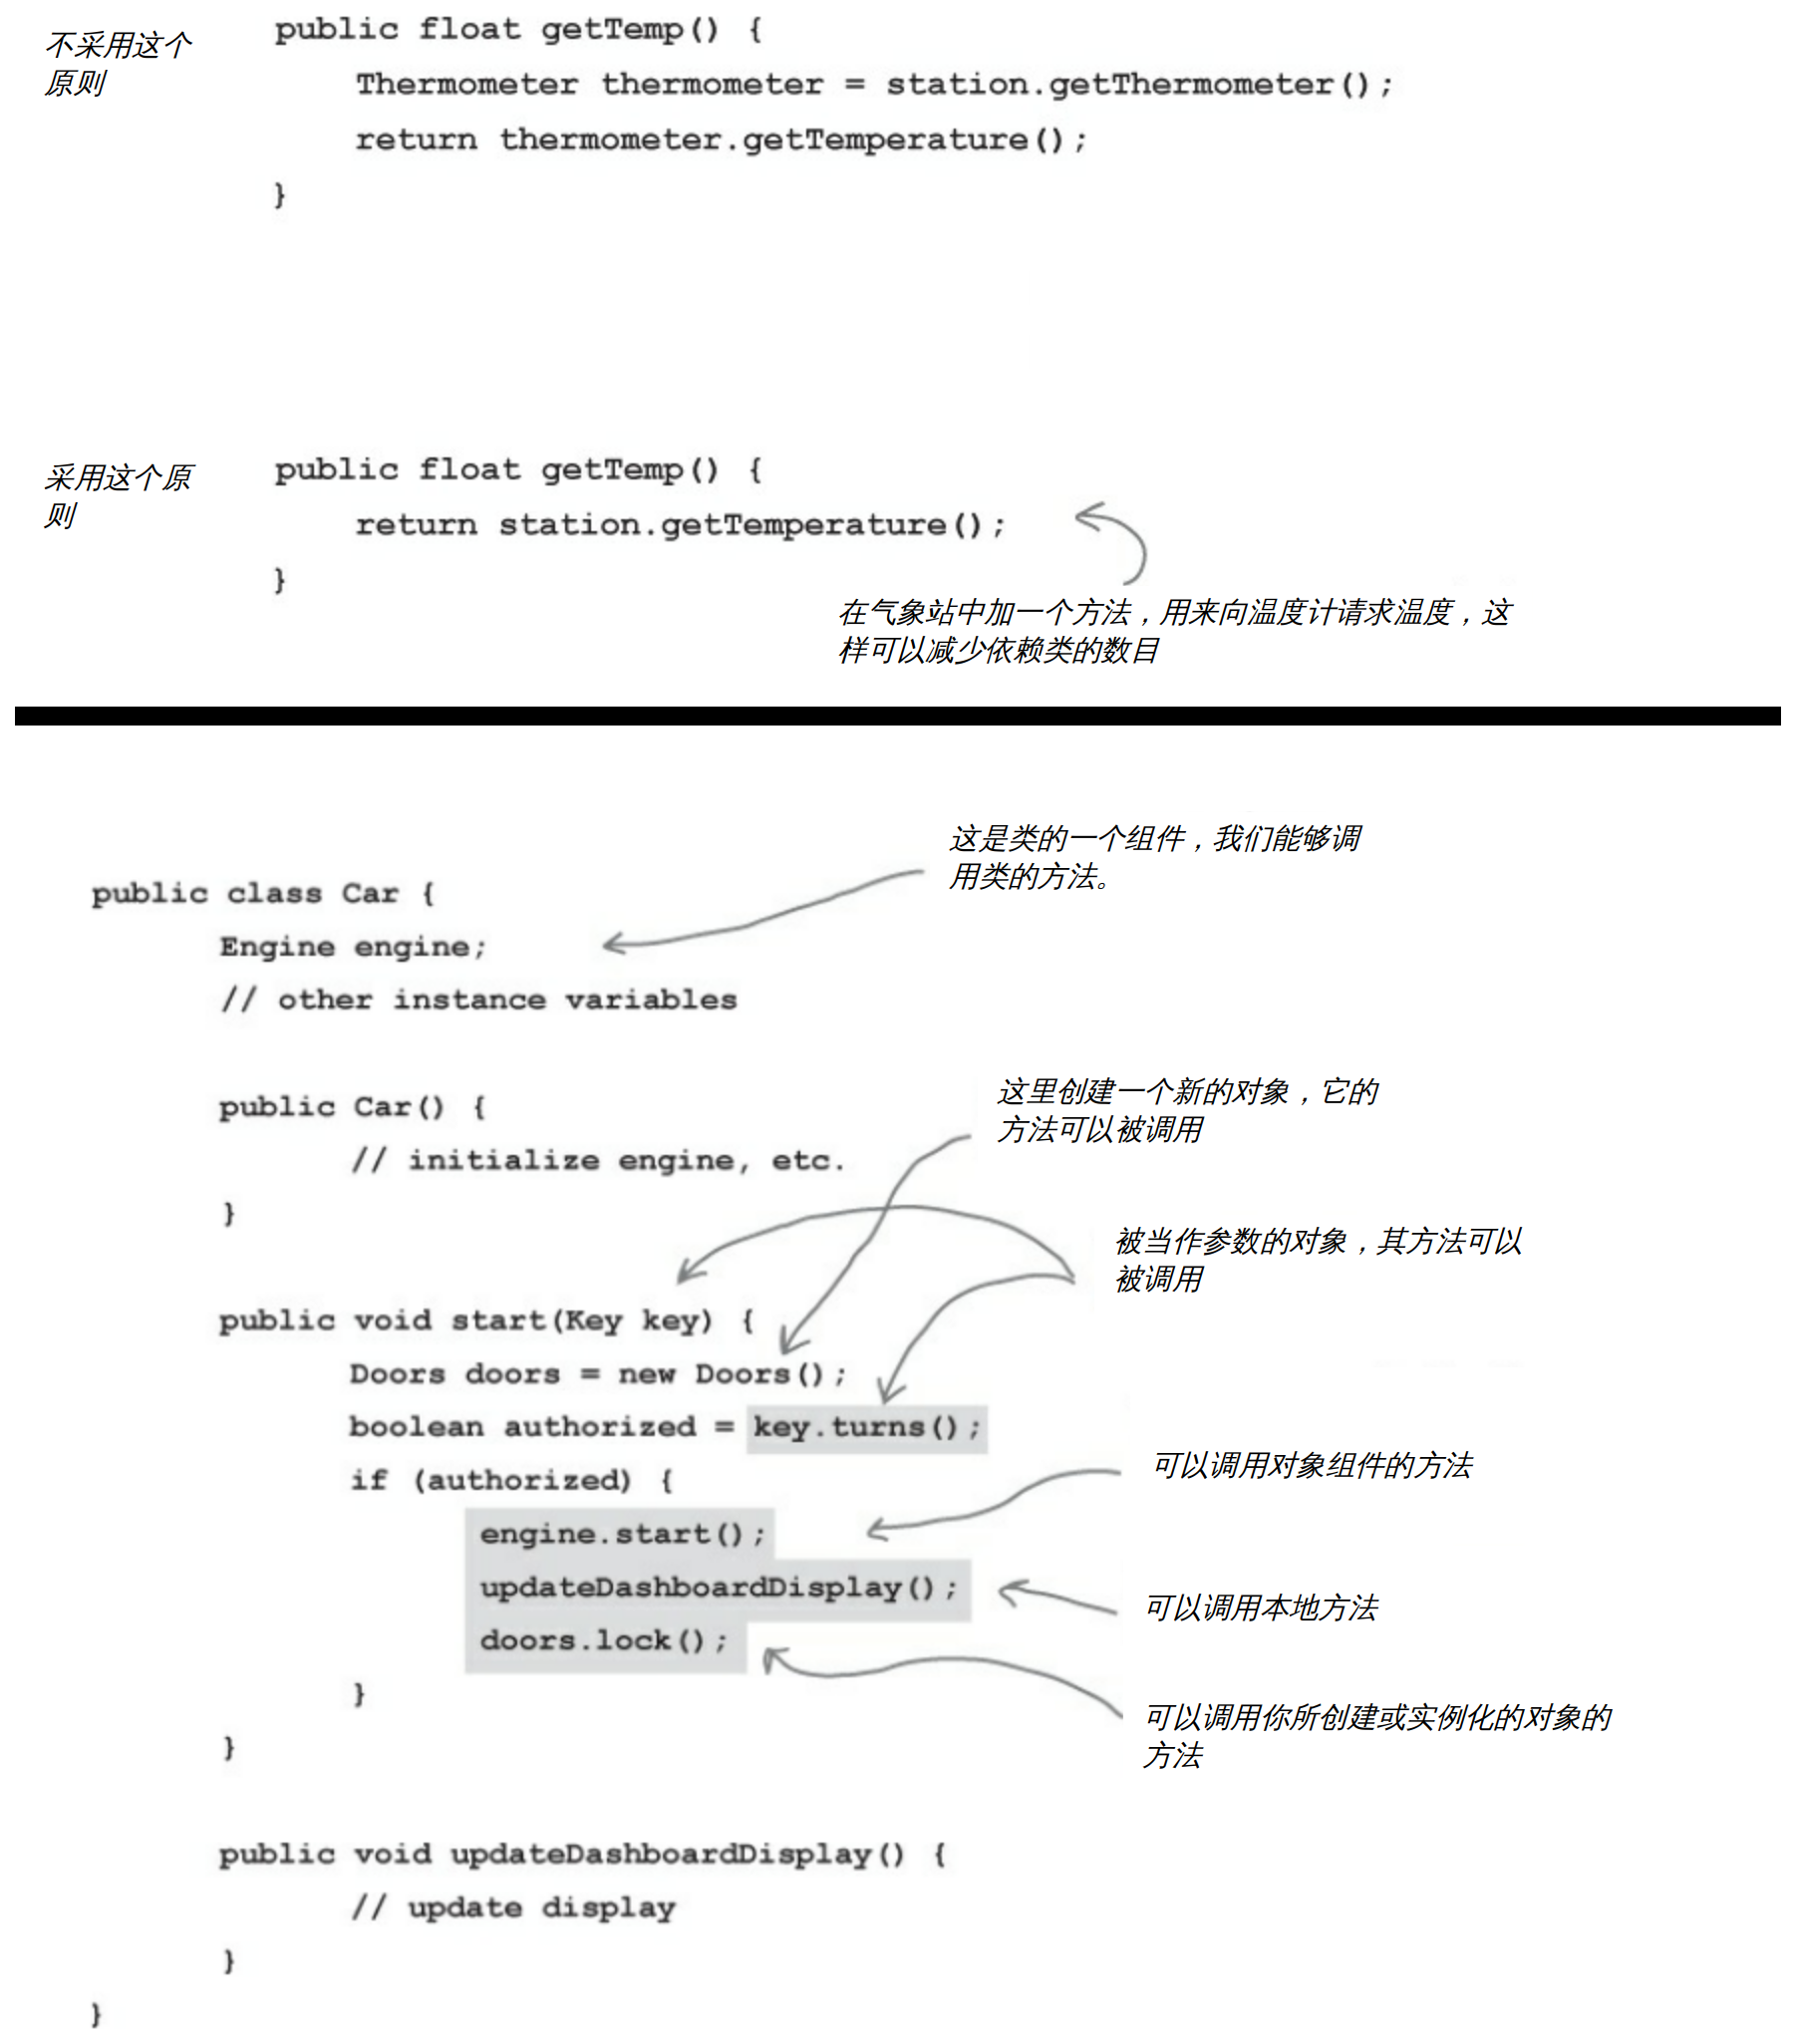 不采用这个
原则
public float getTemp() {
Thermometer thermometer = station.getThermometer();
return thermometer.getTemperature();
}
采用这个原
则
public float getTemp() {
return station.getTemperature();
}
在气象站中加一个方法，用来向温度计请求温度，这
样可以减少依赖类的数目
这是类的一个组件，我们能够调
用类的方法。
public class Car {
Engine engine;
// other instance variables
这里创建一个新的对象，它的
方法可以被调用
public Car() {
// initialize engine, etc.
}
被当作参数的对象，其方法可以
被调用
public void start(Key key) {
Doors doors = new Doors();
boolean authorized = key.turns();
可以调用对象组件的方法
if (authorized) {
engine.start();
updateDashboardDisplay();
可以调用本地方法
doors.lock();
}
可以调用你所创建或实例化的对象的
方法
}
public void updateDashboardDisplay() {
// update display
}
}